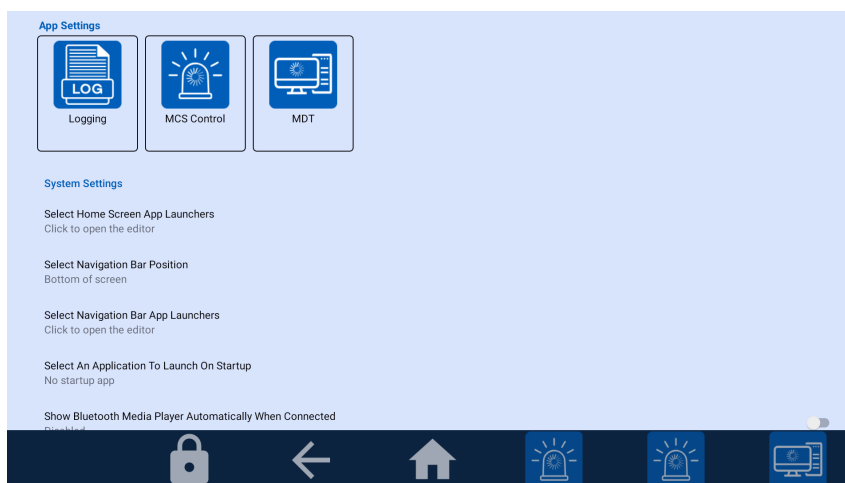 App Settings
LOG
Logging
MCS Control
MDT
System Settings
Select Home Screen App Launchers
Click to open the editor
Select Navigation Bar Position
Bottom of screen
Select Navigation Bar App Launchers
Click to open the editor
Select An Application To Launch On Startup
No startup app
Show Bluetooth Media Player Automatically When Connected
Disabled